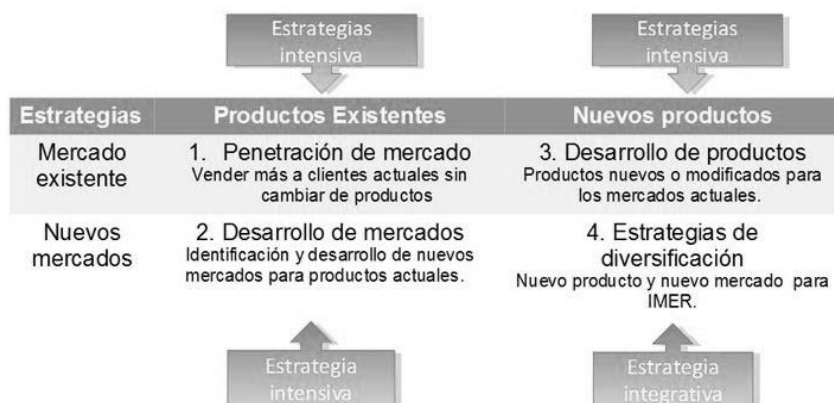 Estrategias
intensiva
Estrategias
intensiva
Estrategias Productos Existentes Nuevos productos
Mercado
existente
1. Penetración de mercado
Vender más a clientes actuales sin
cambiar de productos
3. Desarrollo de productos
Productos nuevos o modificados para
los mercados actuales.
Nuevos
mercados
2. Desarrollo de mercados
Identificación y desarrollo de nuevos
mercados para productos actuales.
4. Estrategias de
diversificación
Nuevo producto y nuevo mercado para
IMER.
Estrategia
intensiva
Estrategia
integrativa